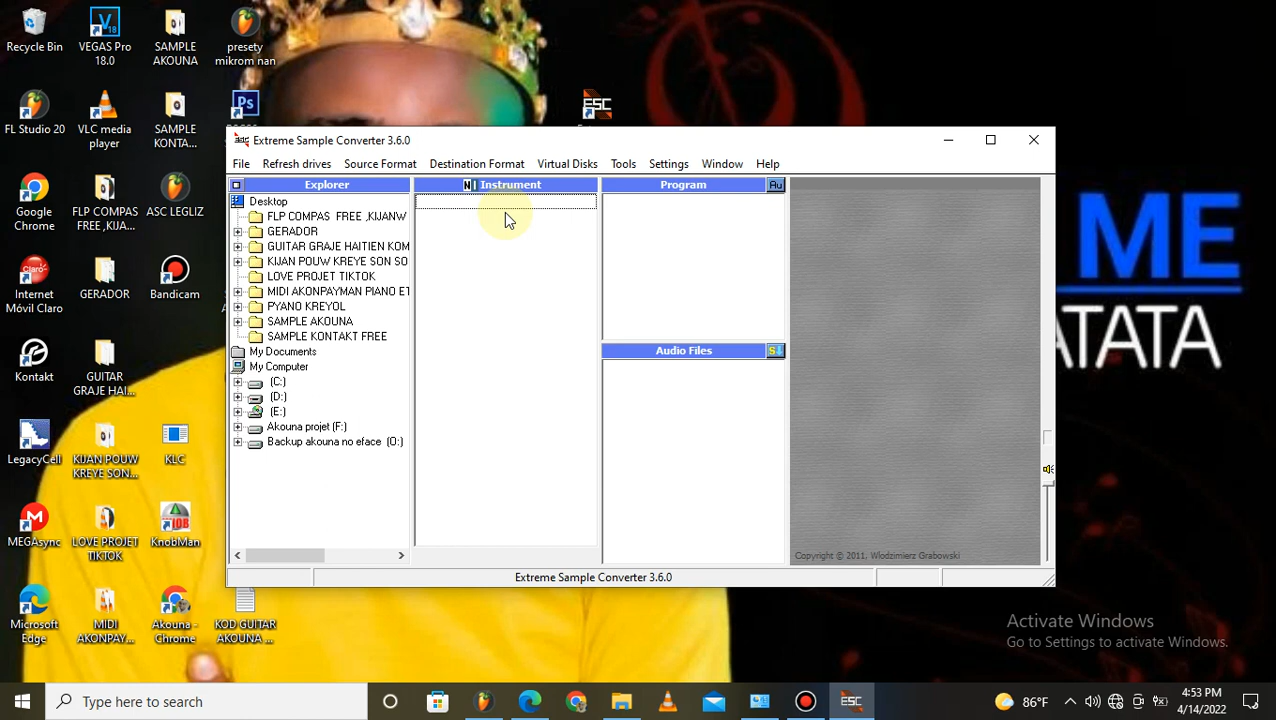 Recycle Bin
VEGAS Pro
18.0
SAMPLE
AKOUNA
presety
mikrom nan
FL Studio 20
VLC media
player
SAMPLE
KONTA...
Ps
ESC
Extreme Sample Converter 3.6.0
File Refresh drives Source Format Destination Format Virtual Disks Tools Settings Window Help
Explorer
Instrument
Program
Au
Desktop
FLP COMPAS FREE ,KIJANW
GERADOR
GUITAR GRAJE HAITIEN KOM
KIJAN POUW KREYE SON SO
LOVE PROJET TIKTOK
MIDI AKONPAYMAN PIANO ET
PYANO KREYOL
SAMPLE AKOUNA
SAMPLE KONTAKT FREE
My Documents
My Computer
(C:)
(D:)
(E:)
Akouna projet (F:)
Backup akouna no eface (O:)
Audio Files
Copyright © 2011, Wlodzimierz Grabowski
Extreme Sample Converter 3.6.0
Google
Chrome
FLP COMPAS
FREE ,KIJA...
ASC LEGLIZ
Internet
Móvil Claro
GERADOR
Bandicam
Kontakt
GUITAR
GRAJE HAI...
LegacyCell
KIJAN POUW
KREYE SON...
KLC
MEGAsync
LOVE PROJET
TIKTOK
KnobMan
Microsoft
Edge
MIDI
AKONPAY...
Akouna -
Chrome
KOD GUITAR
AKOUNA ...
ME
ATATA
Activate Windows
Go to Settings to activate Windows.
Type here to search
86°F
4:53 PM
4/14/2022